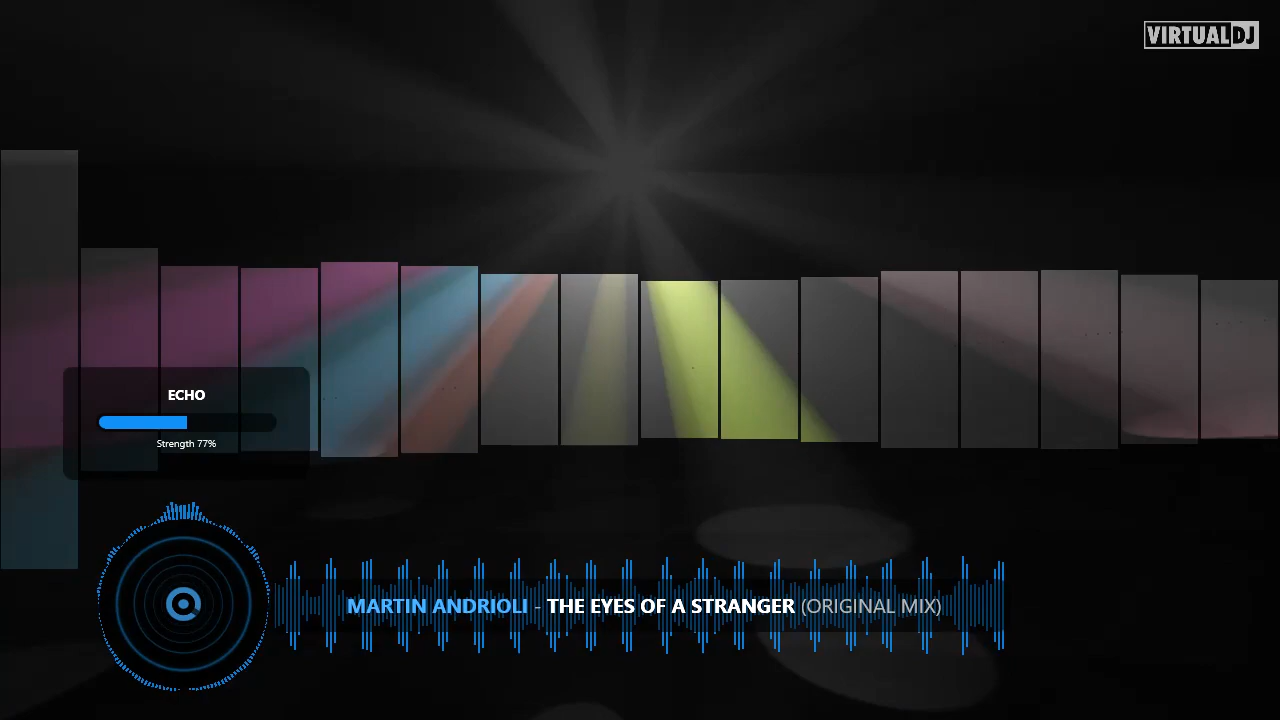 VIRTUALDJ
ECHO
Strength 77%
MARTIN ANDRIOLI - THE EYES OF A STRANGER (ORIGINAL MIX)